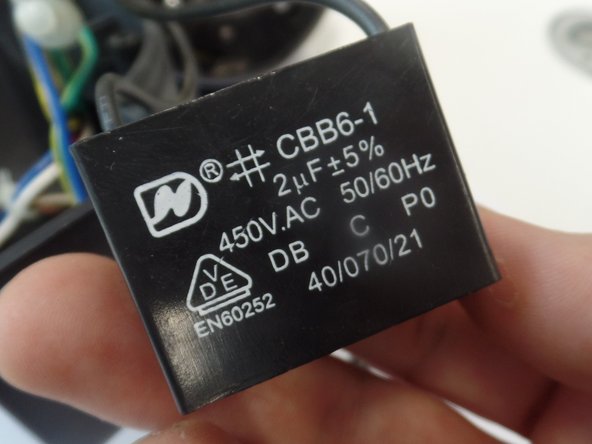 ® CBB6-1
2μF±5%
450V.AC 50/60Hz
DB C P0
40/070/21
VDE
EN60252